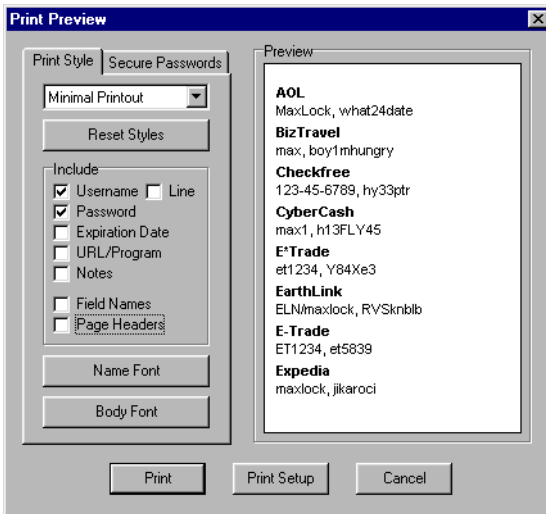 Print Preview
Print Style
Secure Passwords
Minimal Printout
Reset Styles
Include
Username Line
Password
Expiration Date
URL/Program
Notes
Field Names
Page Headers
Name Font
Body Font
Preview
AOL
MaxLock, what24date
BizTravel
max, boy1mhungry
Checkfree
123-45-6789, hy33ptr
CyberCash
max1, h13FLY45
E*Trade
et1234, Y84Xe3
EarthLink
ELN/maxlock, RVSknblb
E-Trade
ET1234, et5839
Expedia
maxlock, jikaroci
Print
Print Setup
Cancel